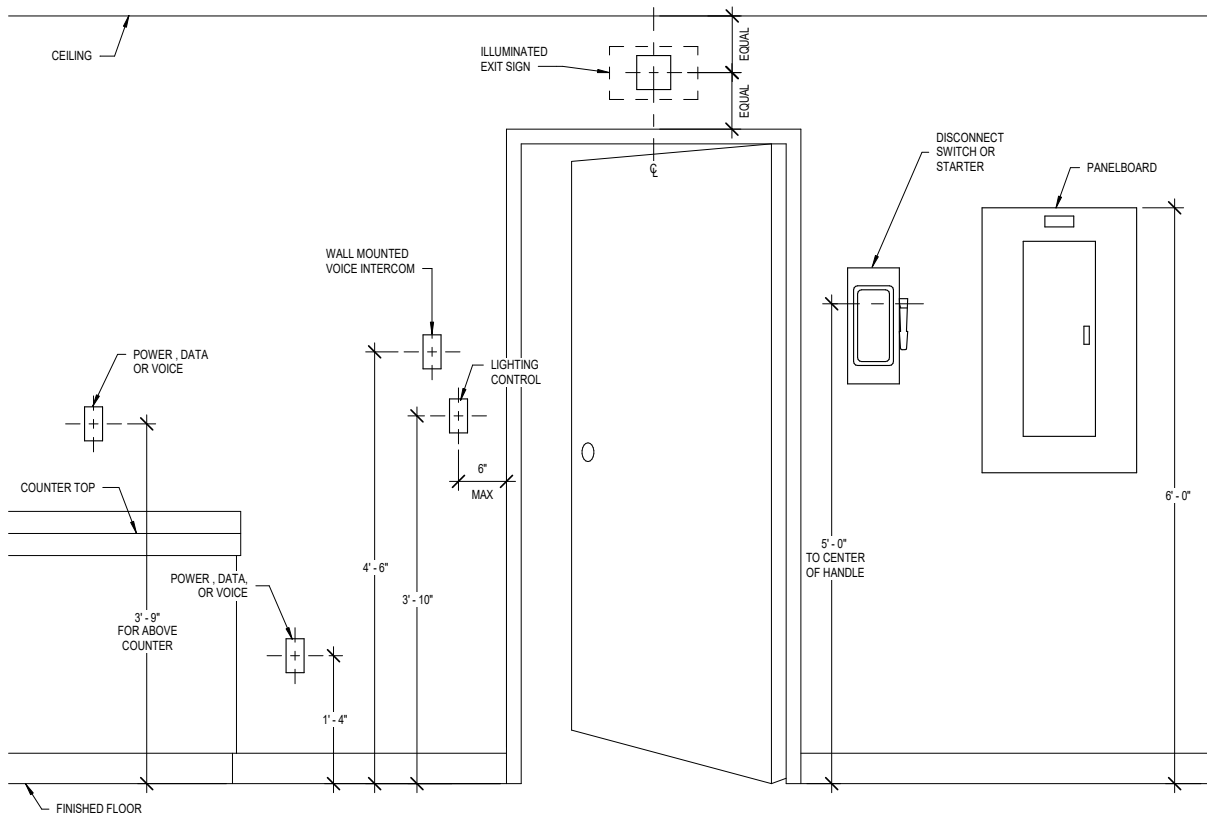 CEILING
ILLUMINATED
EXIT SIGN
EQUAL
EQUAL
℄
DISCONNECT
SWITCH OR
STARTER
PANELBOARD
WALL MOUNTED
VOICE INTERCOM
POWER , DATA
OR VOICE
LIGHTING
CONTROL
6"
MAX
COUNTER TOP
6' - 0"
5' - 0"
TO CENTER
OF HANDLE
4' - 6"
POWER , DATA,
OR VOICE
3' - 10"
3' - 9"
FOR ABOVE
COUNTER
1' - 4"
FINISHED FLOOR